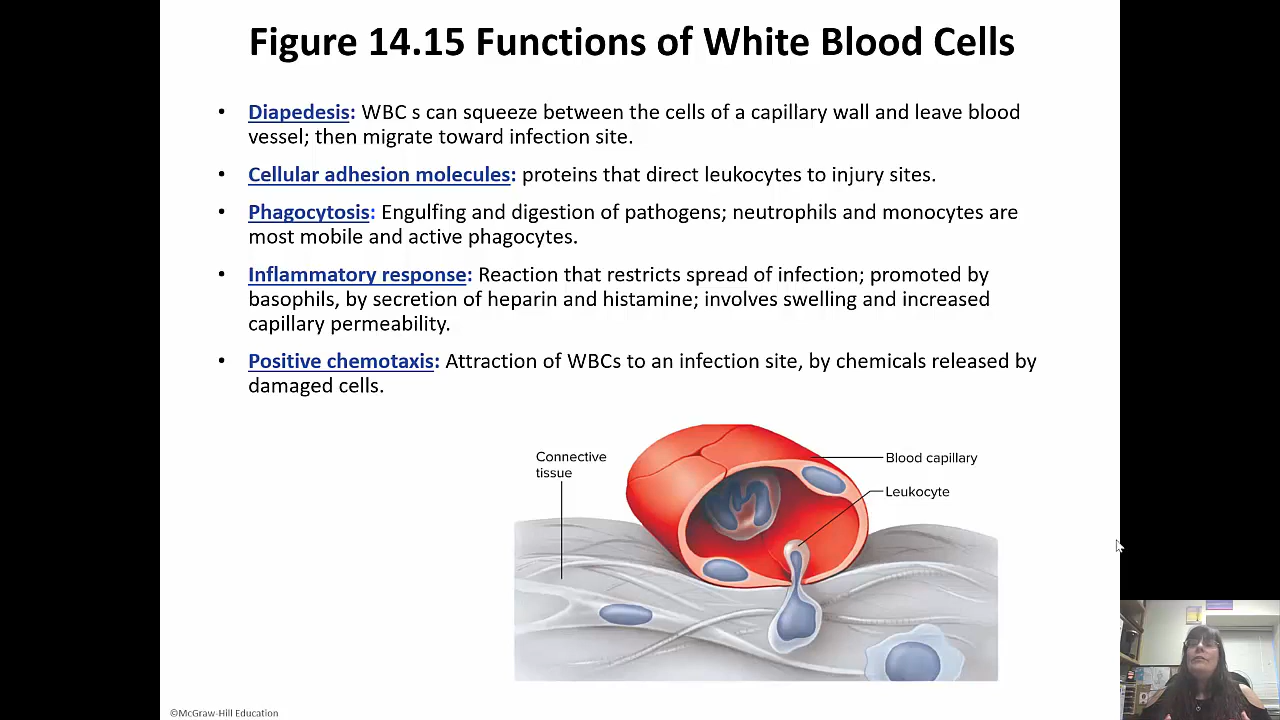 Figure 14.15 Functions of White Blood Cells
• Diapedesis: WBC s can squeeze between the cells of a capillary wall and leave blood
vessel; then migrate toward infection site.
• Cellular adhesion molecules: proteins that direct leukocytes to injury sites.
• Phagocytosis: Engulfing and digestion of pathogens; neutrophils and monocytes are
most mobile and active phagocytes.
• Inflammatory response: Reaction that restricts spread of infection; promoted by
basophils, by secretion of heparin and histamine; involves swelling and increased
capillary permeability.
• Positive chemotaxis: Attraction of WBCs to an infection site, by chemicals released by
damaged cells.
Connective
tissue
Blood capillary
Leukocyte
©McGraw-Hill Education